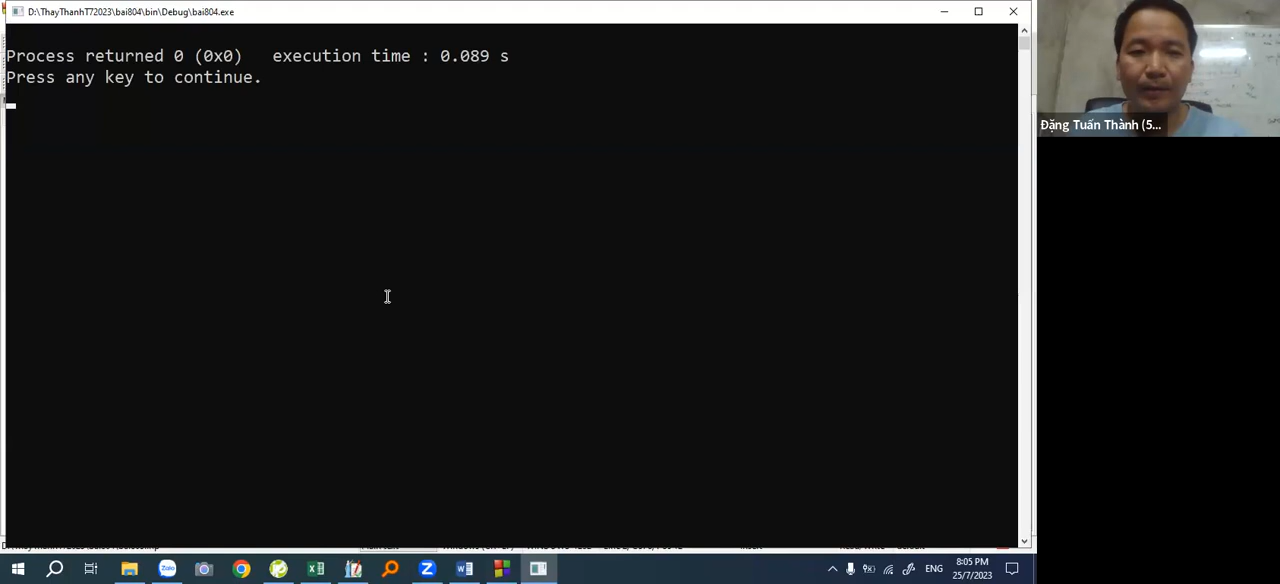 D:\ThayThanhT72023\bai804\bin\Debug\bai804.exe
Process returned 0 (0x0)   execution time : 0.089 s
Press any key to continue.
Đặng Tuấn Thành (5...
Zalo
ENG
8:05 PM
25/7/2023